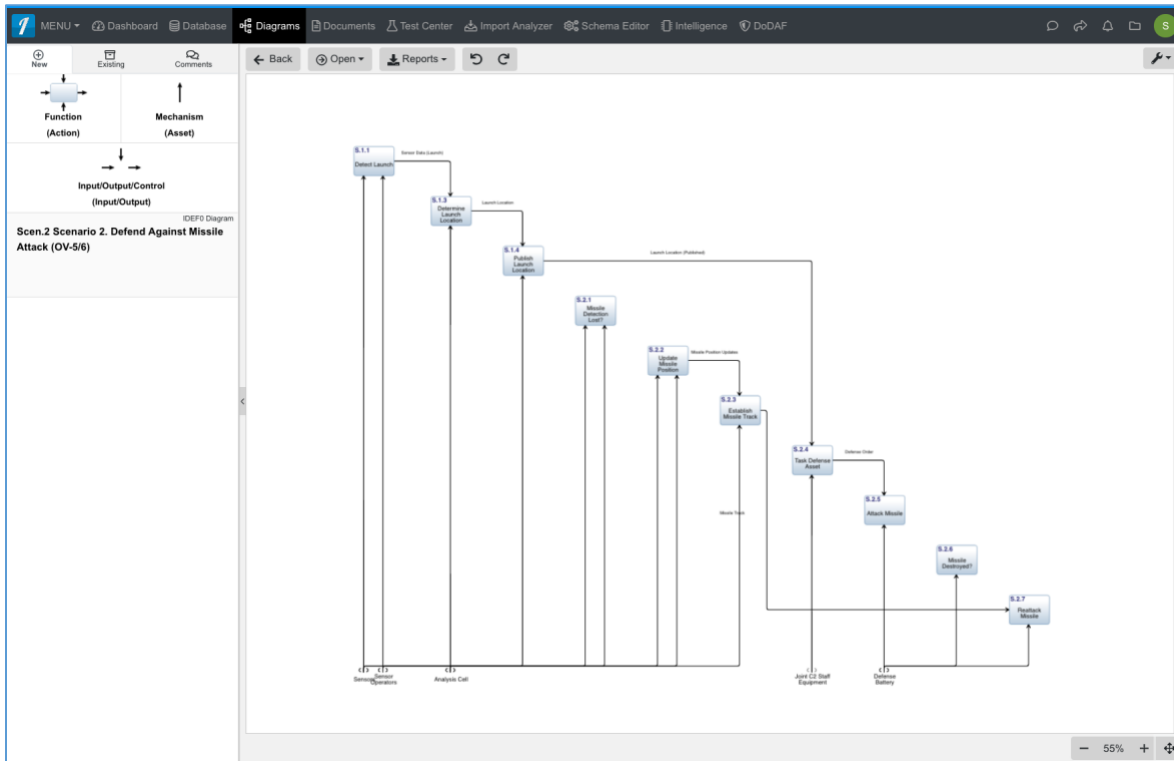 MENU Dashboard Database Diagrams Documents Test Center Import Analyzer Schema Editor Intelligence DoDAF S
New Existing Comments
Back Open Reports
Function
(Action)
Mechanism
(Asset)
Input/Output/Control
(Input/Output)
IDEF0 Diagram
Scen.2 Scenario 2. Defend Against Missile
Attack (OV-5/6)
S.1.1
Detect Launch
Sensor Data (Launch)
S.1.3
Determine
Launch
Location
Launch Location
S.1.4
Publish
Launch
Location
Launch Location (Published)
S.2.1
Missile
Detection
Lost?
S.2.2
Update
Missile
Position
Missile Position Updates
S.2.3
Establish
Missile Track
S.2.4
Task Defense
Asset
Defense Order
S.2.5
Attack Missile
Missile Track
S.2.6
Missile
Destroyed?
S.2.7
Reattack
Missile
Sensors
Sensor
Operators
Analysis Cell
Joint C2 Staff
Equipment
Defense
Battery
55%